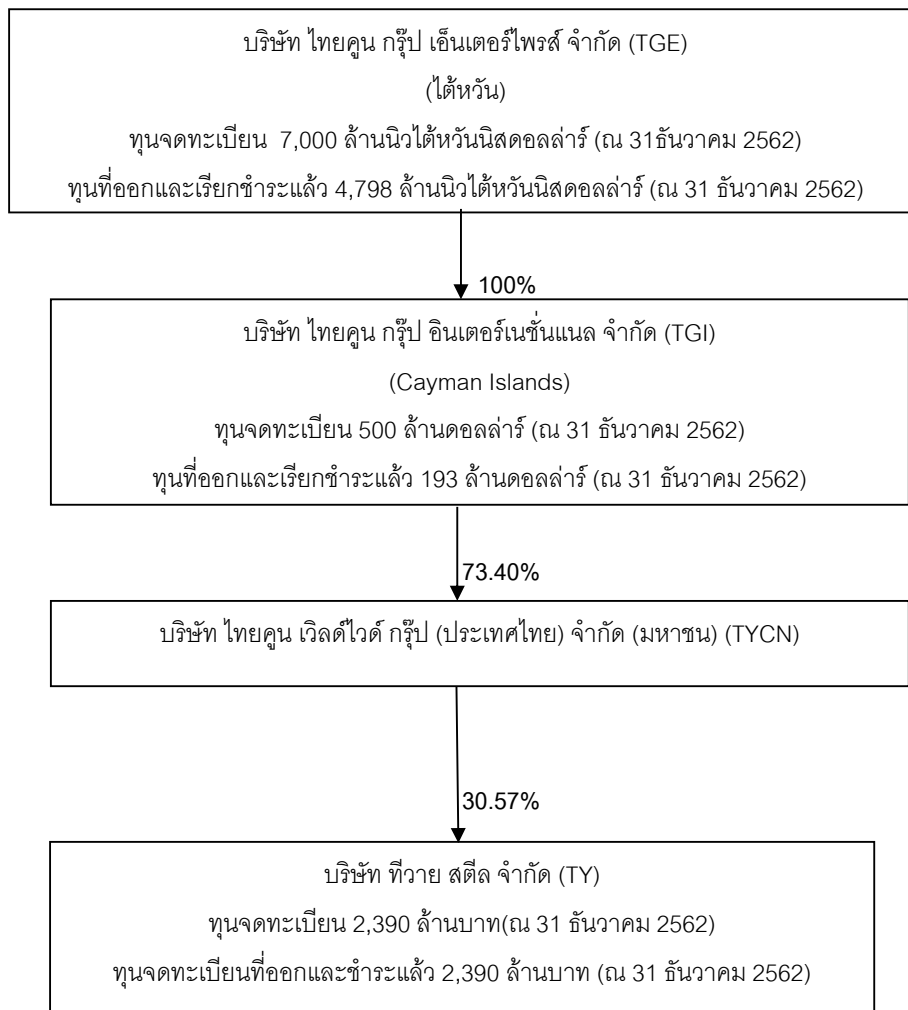 บริษัท ไทยคูน กรุ๊ป เอ็นเตอร์ไพรส์ จำกัด (TGE)
(ไต้หวัน)
ทุนจดทะเบียน 7,000 ล้านนิวไต้หวันนิสดอลล่าร์ (ณ 31ธันวาคม 2562)
ทุนที่ออกและเรียกชำระแล้ว 4,798 ล้านนิวไต้หวันนิสดอลล่าร์ (ณ 31 ธันวาคม 2562)
100%
บริษัท ไทยคูน กรุ๊ป อินเตอร์เนชั่นแนล จำกัด (TGI)
(Cayman Islands)
ทุนจดทะเบียน 500 ล้านดอลล่าร์ (ณ 31 ธันวาคม 2562)
ทุนที่ออกและเรียกชำระแล้ว 193 ล้านดอลล่าร์ (ณ 31 ธันวาคม 2562)
73.40%
บริษัท ไทยคูน เวิลด์ไวด์ กรุ๊ป (ประเทศไทย) จำกัด (มหาชน) (TYCN)
30.57%
บริษัท ทีวาย สตีล จำกัด (TY)
ทุนจดทะเบียน 2,390 ล้านบาท(ณ 31 ธันวาคม 2562)
ทุนจดทะเบียนที่ออกและชำระแล้ว 2,390 ล้านบาท (ณ 31 ธันวาคม 2562)